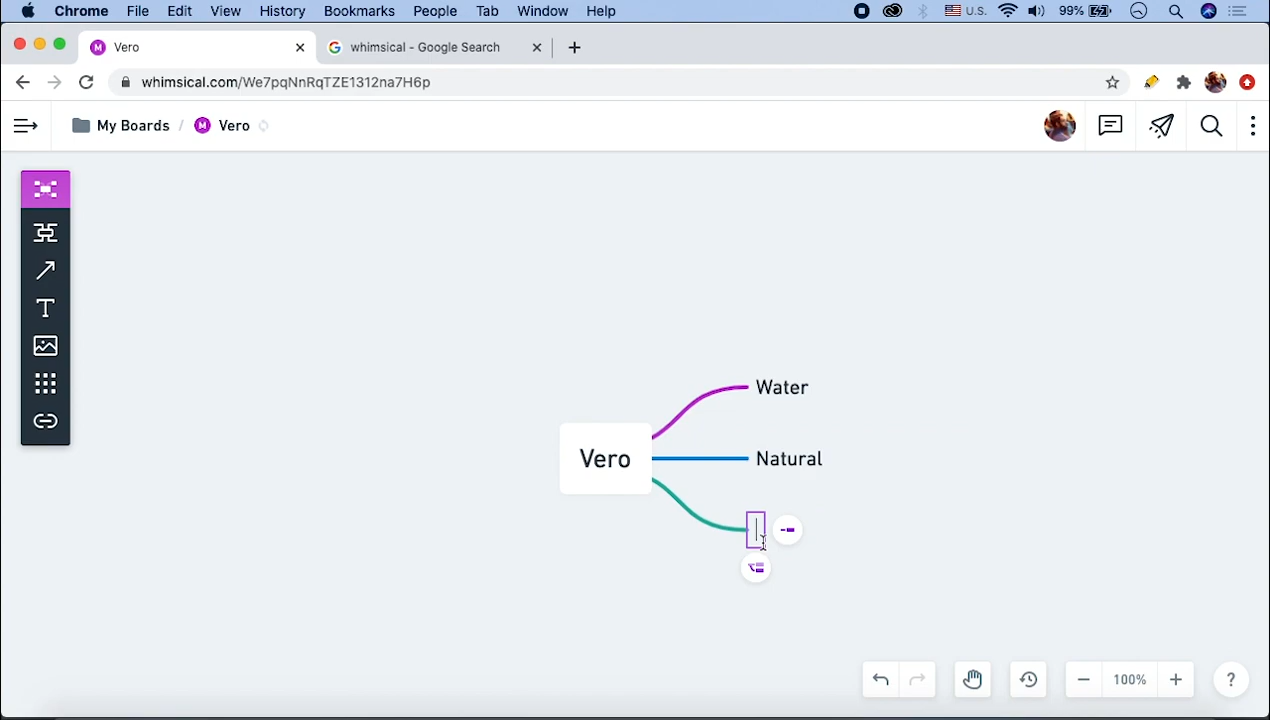 Chrome File Edit View History Bookmarks People Tab Window Help U.S. 99%
Vero whimsical - Google Search
whimsical.com/We7pqNnRqTZE1312na7H6p
My Boards / Vero
Water
Vero Natural
100% ?